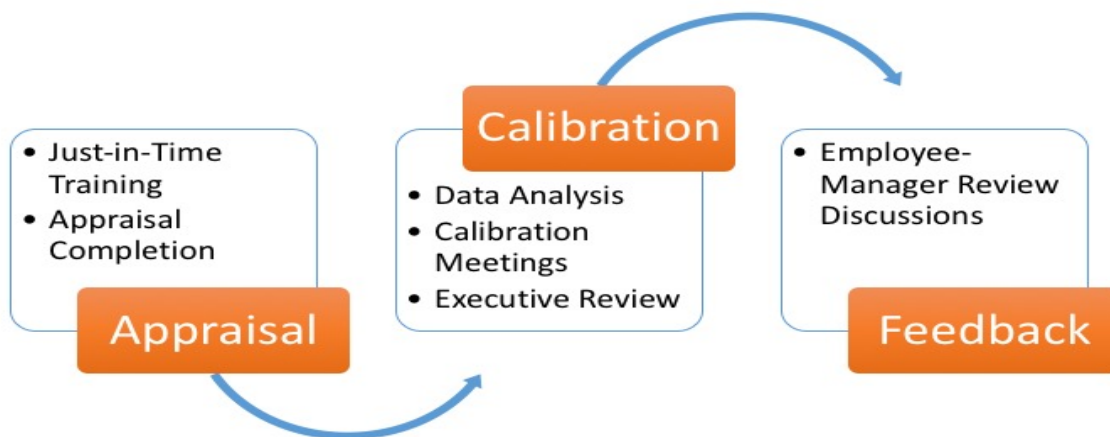 • Just-in-Time
Training
• Appraisal
Completion
Appraisal
Calibration
• Data Analysis
• Calibration
Meetings
• Executive Review
• Employee-
Manager Review
Discussions
Feedback